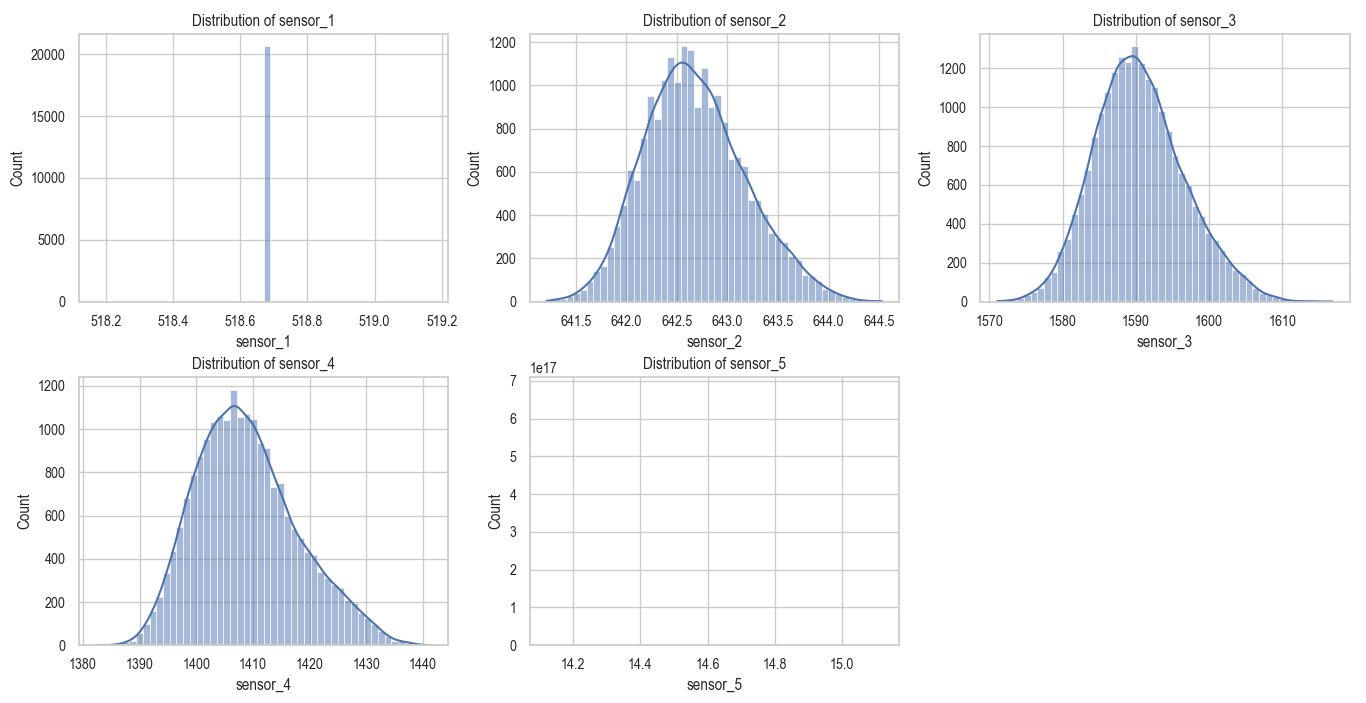 Distribution of sensor_1
Count
20000
15000
10000
5000
0
518.2 518.4 518.6 518.8 519.0 519.2
sensor_1
Distribution of sensor_2
Count
1200
1000
800
600
400
200
0
641.5 642.0 642.5 643.0 643.5 644.0 644.5
sensor_2
Distribution of sensor_3
Count
1200
1000
800
600
400
200
0
1570 1580 1590 1600 1610
sensor_3
Distribution of sensor_4
Count
1200
1000
800
600
400
200
0
1380 1390 1400 1410 1420 1430 1440
sensor_4
Distribution of sensor_5
1e17
Count
7
6
5
4
3
2
1
0
14.2 14.4 14.6 14.8 15.0
sensor_5